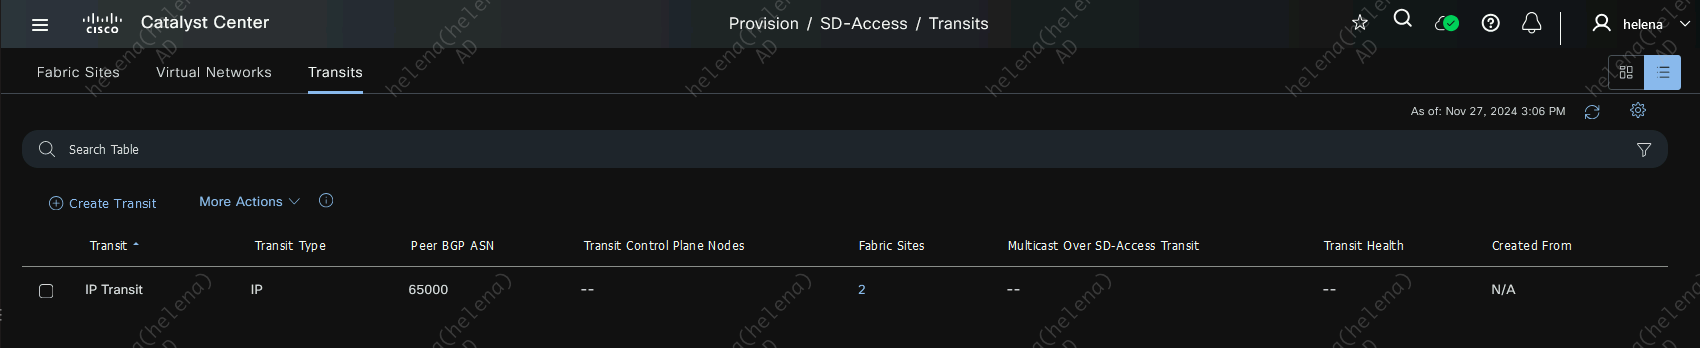 cisco Catalyst Center Provision / SD-Access / Transits helena
Fabric Sites Virtual Networks Transits
As of: Nov 27, 2024 3:06 PM
Search Table
Create Transit More Actions
Transit Transit Type Peer BGP ASN Transit Control Plane Nodes Fabric Sites Multicast Over SD-Access Transit Transit Health Created From
IP Transit IP 65000 -- 2 -- -- N/A
helena(helena)
AD